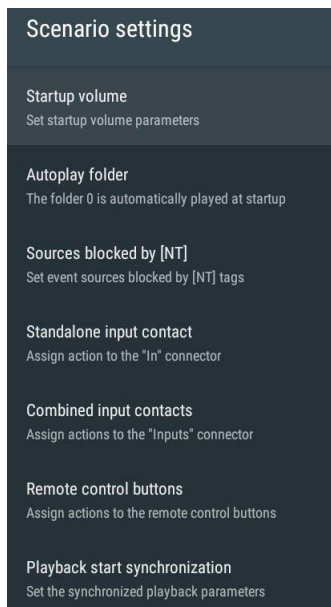 Scenario settings
Startup volume
Set startup volume parameters
Autoplay folder
The folder 0 is automatically played at startup
Sources blocked by [NT]
Set event sources blocked by [NT] tags
Standalone input contact
Assign action to the "In" connector
Combined input contacts
Assign actions to the "Inputs" connector
Remote control buttons
Assign actions to the remote control buttons
Playback start synchronization
Set the synchronized playback parameters